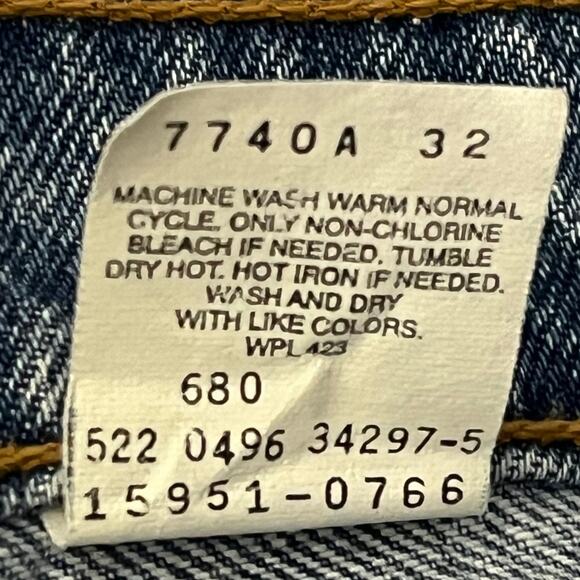 7740A 32
MACHINE WASH WARM NORMAL
CYCLE. ONLY NON-CHLORINE
BLEACH IF NEEDED. TUMBLE
DRY HOT. HOT IRON IF NEEDED.
WASH AND DRY
WITH LIKE COLORS.
WPL 423
680
522 0496 34297-5
15951-0766